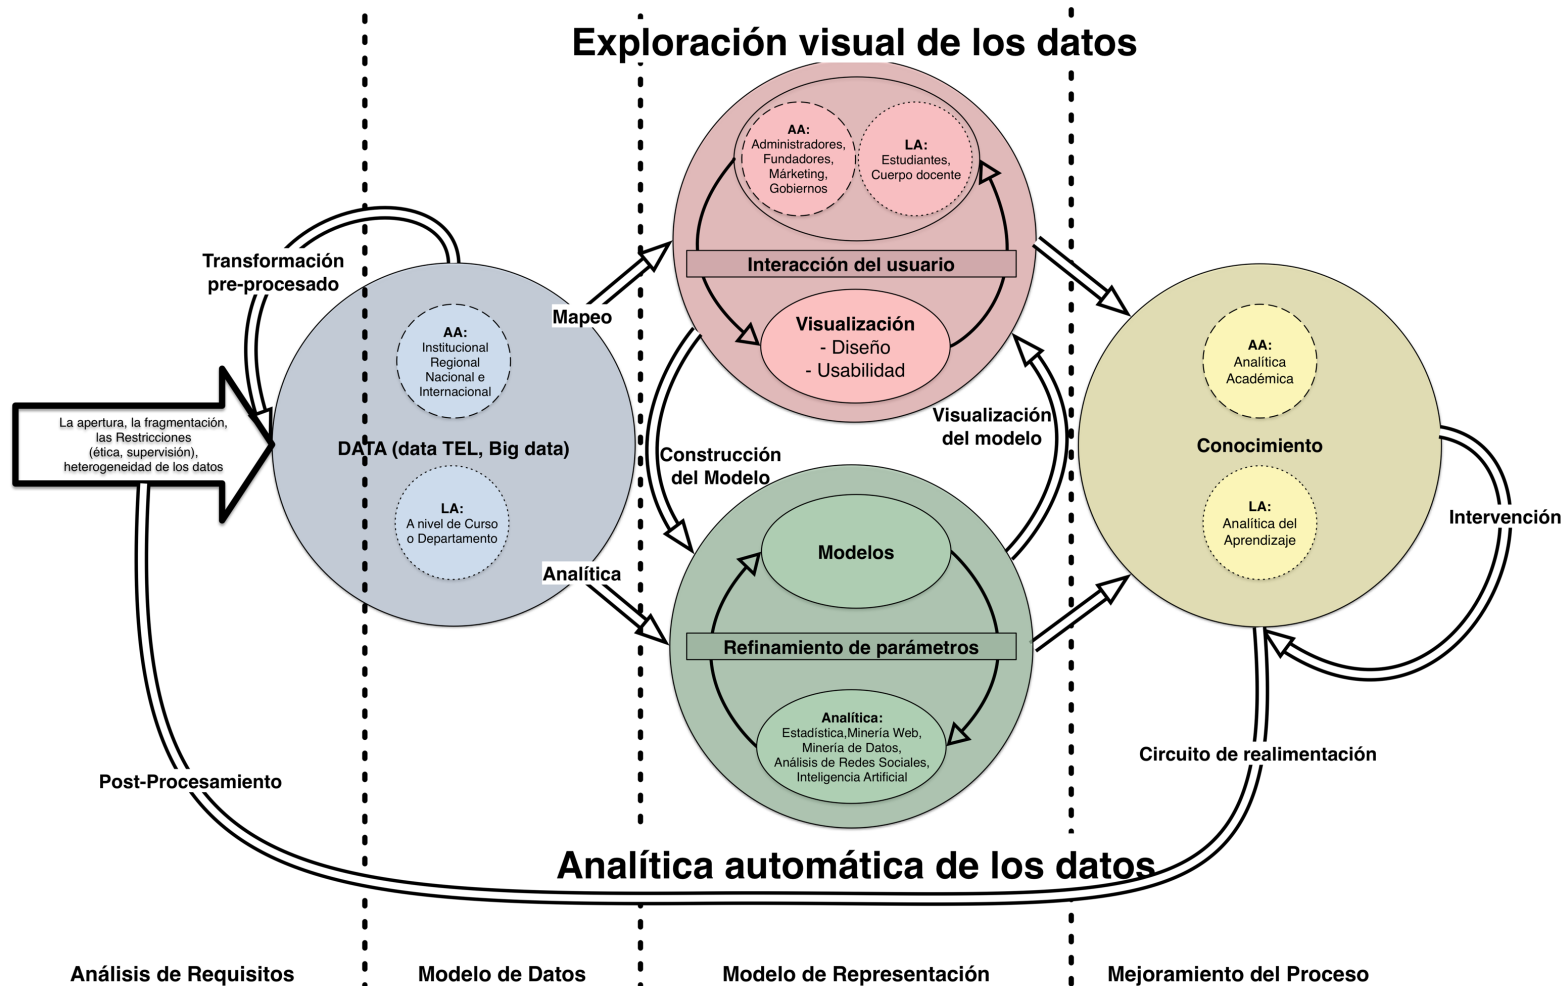 Exploración visual de los datos
AA:
Administradores,
Fundadores,
Márketing,
Gobiernos
LA:
Estudiantes,
Cuerpo docente
Interacción del usuario
Visualización
- Diseño
- Usabilidad
Transformación
pre-procesado
Mapeo
AA:
Institucional
Regional
Nacional e
Internacional
DATA (data TEL, Big data)
LA:
A nivel de Curso
o Departamento
La apertura, la fragmentación,
las Restricciones
(ética, supervisión),
heterogeneidad de los datos
Construcción
del Modelo
Visualización
del modelo
AA:
Analítica
Académica
Conocimiento
LA:
Analítica del
Aprendizaje
Intervención
Analítica
Modelos
Refinamiento de parámetros
Analítica:
Estadística,Minería Web,
Minería de Datos,
Análisis de Redes Sociales,
Inteligencia Artificial
Circuito de realimentación
Post-Procesamiento
Analítica automática de los datos
Análisis de Requisitos
Modelo de Datos
Modelo de Representación
Mejoramiento del Proceso